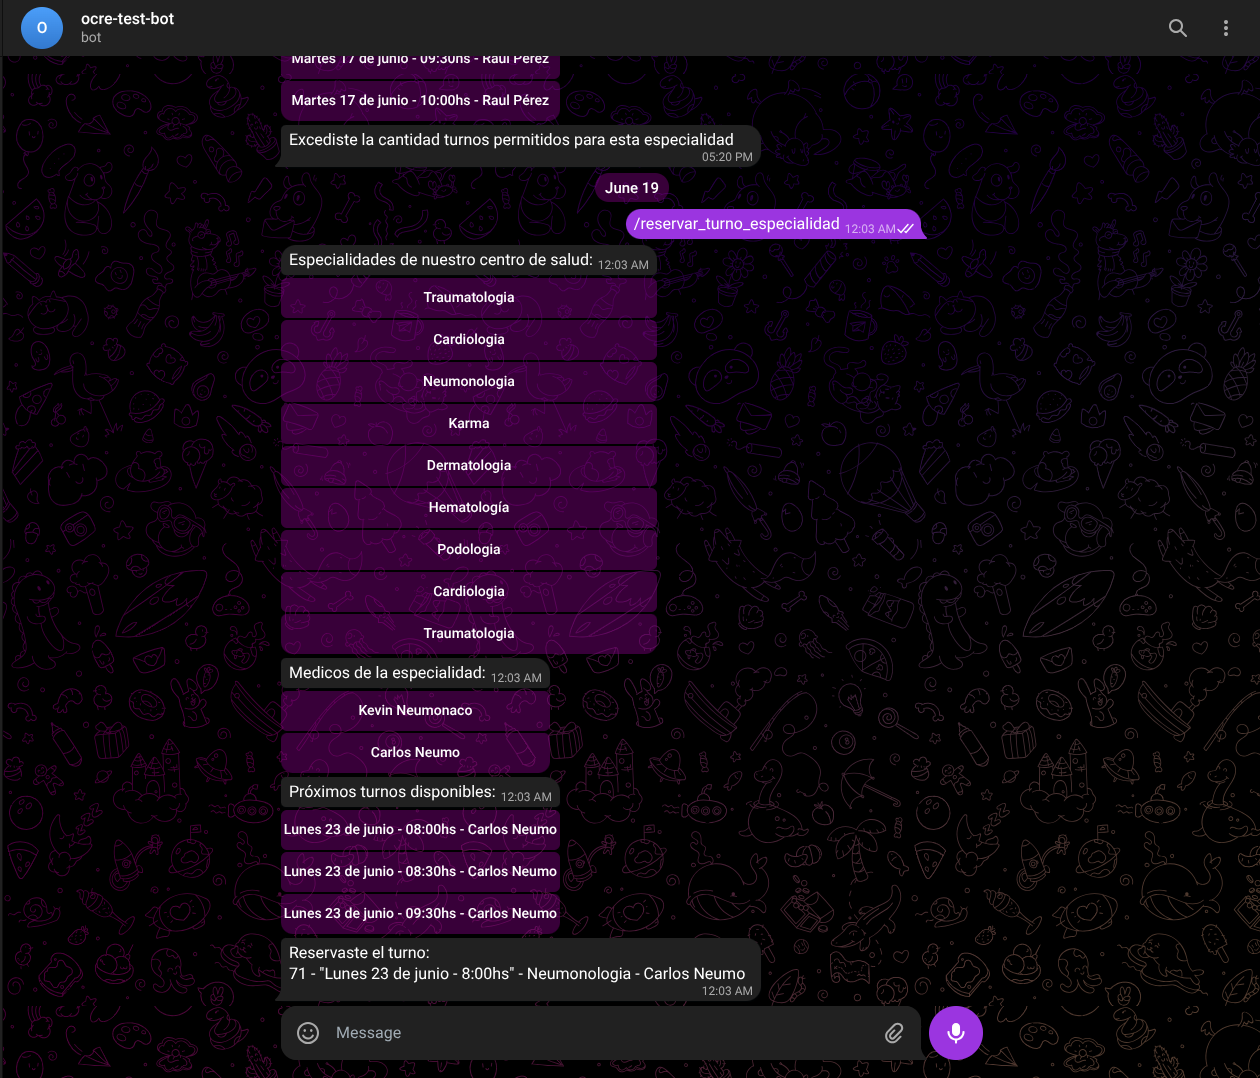 O
ocre-test-bot
bot
Martes 17 de junio - 09:30hs - Raul Pérez
Martes 17 de junio - 10:00hs - Raul Pérez
Excediste la cantidad turnos permitidos para esta especialidad
05:20 PM
June 19
/reservar_turno_especialidad 12:03 AM
Especialidades de nuestro centro de salud: 12:03 AM
Traumatologia
Cardiologia
Neumonologia
Karma
Dermatologia
Hematología
Podologia
Cardiologia
Traumatologia
Medicos de la especialidad: 12:03 AM
Kevin Neumonaco
Carlos Neumo
Próximos turnos disponibles: 12:03 AM
Lunes 23 de junio - 08:00hs - Carlos Neumo
Lunes 23 de junio - 08:30hs - Carlos Neumo
Lunes 23 de junio - 09:30hs - Carlos Neumo
Reservaste el turno:
71 - "Lunes 23 de junio - 8:00hs" - Neumonologia - Carlos Neumo
12:03 AM
Message